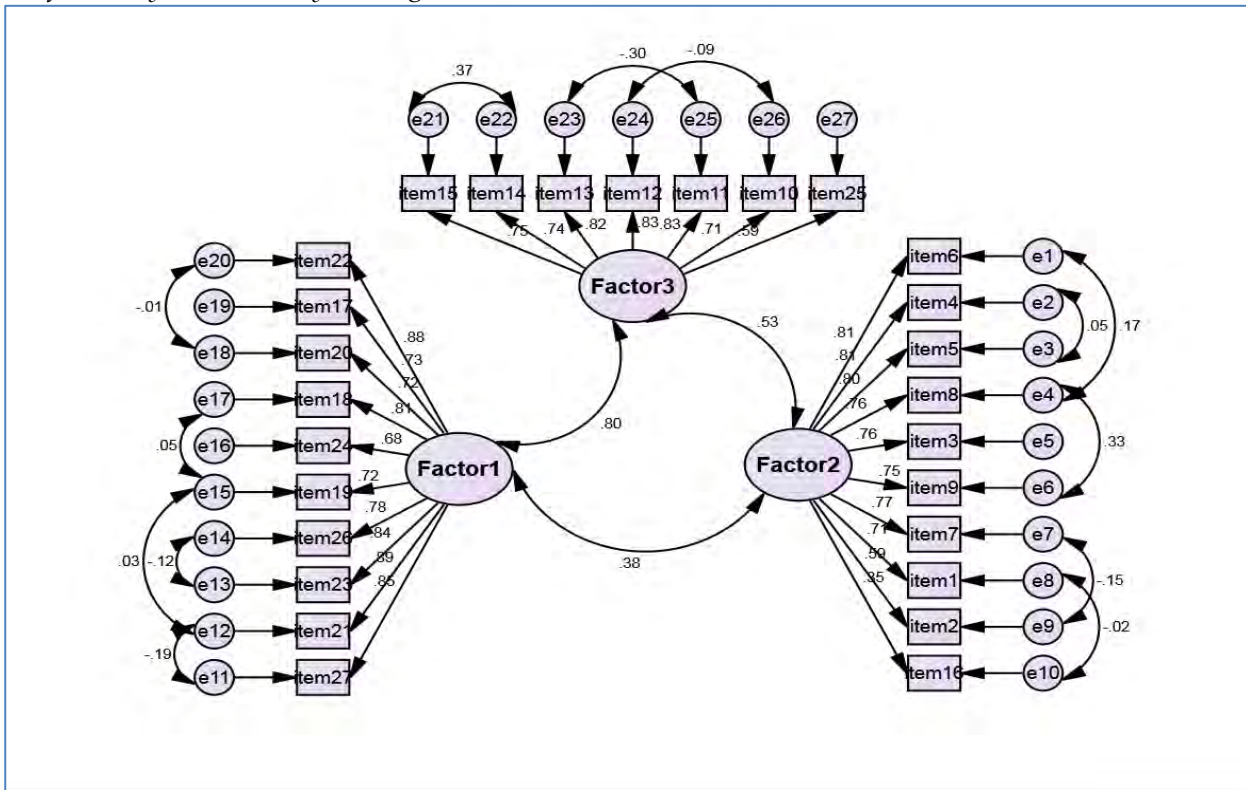 .37
-.30
-.09
e21 e22 e23 e24 e25 e26 e27
item15 item14 item13 item12 item11 item10 item25
.75 .74 .82 .83 .83 .71 .59
Factor3
e20 item22
e19 item17
e18 item20
e17 item18
e16 item24
e15 item19
e14 item26
e13 item23
e12 item21
e11 item27
-.01
.05
.03
-.12
-.19
.88
.73
.72
.81
.68
.72
.78
.84
.89
.85
Factor1
.80
.53
.38
Factor2
.81
.81
.80
.76
.76
.75
.77
.71
.59
.35
item6 e1
item4 e2
item5 e3
item8 e4
item3 e5
item9 e6
item7 e7
item1 e8
item2 e9
item16 e10
.05
.17
.33
-.15
-.02